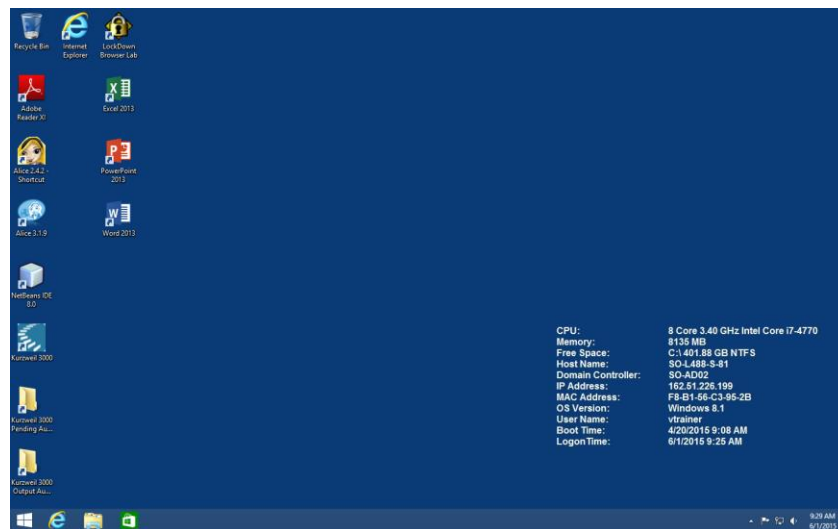 Recycle Bin
Internet
Explorer
LockDown
Browser Lab
Adobe
Reader XI
Excel 2013
Alice 2.4.2 -
Shortcut
PowerPoint
2013
Alice 3.1.9
Word 2013
NetBeans IDE
8.0
Kurzweil 3000
Kurzweil 3000
Pending Au...
Kurzweil 3000
Output Au...
CPU: 8 Core 3.40 GHz Intel Core i7-4770
Memory: 8135 MB
Free Space: C:\ 401.88 GB NTFS
Host Name: SO-L488-S-81
Domain Controller: SO-AD02
IP Address: 162.51.226.199
MAC Address: F8-B1-56-C3-95-2B
OS Version: Windows 8.1
User Name: vtrainer
Boot Time: 4/20/2015 9:08 AM
LogonTime: 6/1/2015 9:25 AM
9:29 AM
6/1/2015